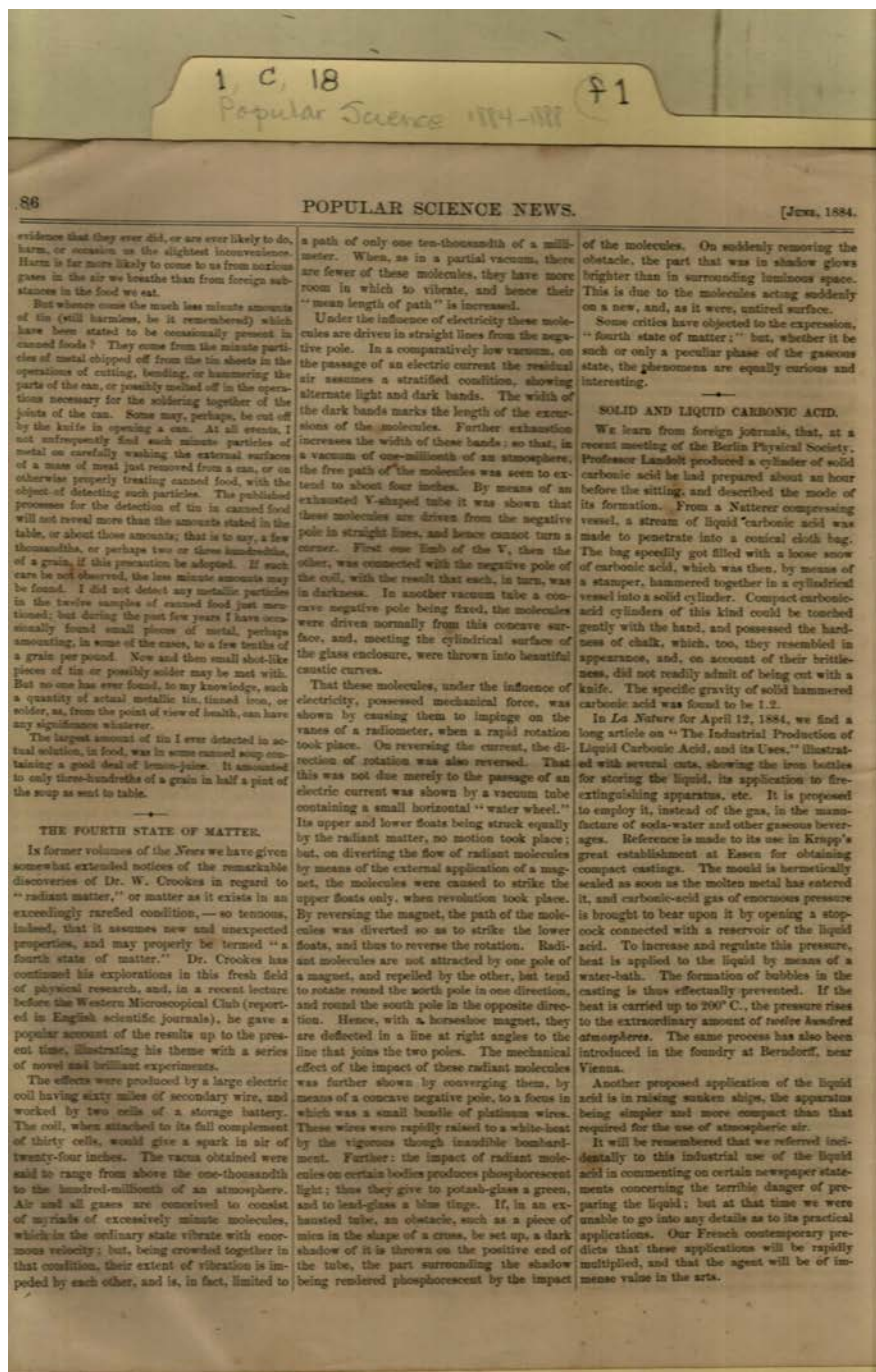 1, C, 18
f1
Popular Science 1884-1888
86
POPULAR SCIENCE NEWS.
[JUNE, 1884.
evidence that they ever did, or are ever likely to do,
harm, or occasion us the slightest inconvenience.
Harm is far more likely to come to us from noxious
gases in the air we breathe than from foreign sub-
stances in the food we eat.
But whence come the much less minute amounts
of tin (still harmless, be it remembered) which
have been stated to be occasionally present in
canned foods? They come from the minute parti-
cles of metal chipped off from the tin sheets in the
operations of cutting, bending, or hammering the
parts of the can, or possibly melted off in the opera-
tions necessary for the soldering together of the
joints of the can. Some may, perhaps, be cut off
by the knife in opening a can. At all events, I
not unfrequently find such minute particles of
metal on carefully washing the external surfaces
of a mass of meat just removed from a can, or on
otherwise properly treating canned food, with the
object of detecting such particles. The published
processes for the detection of tin in canned food
will not reveal more than the amounts stated in the
table, or about those amounts; that is to say, a few
thousandths, or perhaps two or three hundredths,
of a grain, if this precaution be adopted. If such
care be not observed, the less minute amounts may
be found. I did not detect any metallic particles
in the twelve samples of canned food just men-
tioned; but during the past few years I have occa-
sionally found small pieces of metal, perhaps
amounting, in some of the cases, to a few tenths of
a grain per pound. Now and then small shot-like
pieces of tin or possibly solder may be met with.
But no one has ever found, to my knowledge, such
a quantity of actual metallic tin, tinned iron, or
solder, as, from the point of view of health, can have
any significance whatever.
The largest amount of tin I ever detected in ac-
tual solution, in food, was in some canned soup con-
taining a good deal of lemon-juice. It amounted
to only three-hundreths of a grain in half a pint of
the soup as sent to table.
THE FOURTH STATE OF MATTER.
IN former volumes of the News we have given
somewhat extended notices of the remarkable
discoveries of Dr. W. Crookes in regard to
"radiant matter," or matter as it exists in an
exceedingly rarefied condition,—so tenuous,
indeed, that it assumes new and unexpected
properties, and may properly be termed "a
fourth state of matter." Dr. Crookes has
continued his explorations in this fresh field
of physical research, and, in a recent lecture
before the Western Microscopical Club (report-
ed in English scientific journals), he gave a
popular account of the results up to the pres-
ent time, illustrating his theme with a series
of novel and brilliant experiments.
The effects were produced by a large electric
coil having sixty miles of secondary wire, and
worked by two cells of a storage battery.
The coil, when attached to its full complement
of thirty cells, would give a spark in air of
twenty-four inches. The vacua obtained were
said to range from above the one-thousandth
to the hundred-millionth of an atmosphere.
Air and all gases are conceived to consist
of myriads of excessively minute molecules,
which in the ordinary state vibrate with enor-
mous velocity; but, being crowded together in
that condition, their extent of vibration is im-
peded by each other, and is, in fact, limited to
a path of only one ten-thousandth of a milli-
meter. When, as in a partial vacuum, there
are fewer of these molecules, they have more
room in which to vibrate, and hence their
"mean length of path" is increased.
Under the influence of electricity these mole-
cules are driven in straight lines from the nega-
tive pole. In a comparatively low vacuum, on
the passage of an electric current the residual
air assumes a stratified condition, showing
alternate light and dark bands. The width of
the dark bands marks the length of the excur-
sions of the molecules. Further exhaustion
increases the width of these bands; so that, in
a vacuum of one-millionth of an atmosphere,
the free path of the molecules was seen to ex-
tend to about four inches. By means of an
exhausted V-shaped tube it was shown that
these molecules are driven from the negative
pole in straight lines, and hence cannot turn a
corner. First one limb of the V, then the
other, was connected with the negative pole of
the coil, with the result that each, in turn, was
in darkness. In another vacuum tube a con-
cave negative pole being fixed, the molecules
were driven normally from this concave sur-
face, and, meeting the cylindrical surface of
the glass enclosure, were thrown into beautiful
caustic curves.
That these molecules, under the influence of
electricity, possessed mechanical force, was
shown by causing them to impinge on the
vanes of a radiometer, when a rapid rotation
took place. On reversing the current, the di-
rection of rotation was also reversed. That
this was not due merely to the passage of an
electric current was shown by a vacuum tube
containing a small horizontal "water wheel."
Its upper and lower floats being struck equally
by the radiant matter, no motion took place;
but, on diverting the flow of radiant molecules
by means of the external application of a mag-
net, the molecules were caused to strike the
upper floats only, when revolution took place.
By reversing the magnet, the path of the mole-
cules was diverted so as to strike the lower
floats, and thus to reverse the rotation. Radi-
ant molecules are not attracted by one pole of
a magnet, and repelled by the other, but tend
to rotate round the north pole in one direction,
and round the south pole in the opposite direc-
tion. Hence, with a horseshoe magnet, they
are deflected in a line at right angles to the
line that joins the two poles. The mechanical
effect of the impact of these radiant molecules
was further shown by converging them, by
means of a concave negative pole, to a focus in
which was a small bundle of platinum wires.
These wires were rapidly raised to a white-heat
by the vigorous though inaudible bombard-
ment. Further: the impact of radiant mole-
cules on certain bodies produces phosphorescent
light; thus they give to potash-glass a green,
and to lead-glass a blue tinge. If, in an ex-
hausted tube, an obstacle, such as a piece of
mica in the shape of a cross, be set up, a dark
shadow of it is thrown on the positive end of
the tube, the part surrounding the shadow
being rendered phosphorescent by the impact
of the molecules. On suddenly removing the
obstacle, the part that was in shadow glows
brighter than in surrounding luminous space.
This is due to the molecules acting suddenly
on a new, and, as it were, untired surface.
Some critics have objected to the expression,
"fourth state of matter;" but, whether it be
such or only a peculiar phase of the gaseous
state, the phenomena are equally curious and
interesting.
SOLID AND LIQUID CARBONIC ACID.
WE learn from foreign journals, that, at a
recent meeting of the Berlin Physical Society,
Professor Landolt produced a cylinder of solid
carbonic acid he had prepared about an hour
before the sitting, and described the mode of
its formation. From a Natterer compressing
vessel, a stream of liquid carbonic acid was
made to penetrate into a conical cloth bag.
The bag speedily got filled with a loose snow
of carbonic acid, which was then, by means of
a stamper, hammered together in a cylindrical
vessel into a solid cylinder. Compact carbonic-
acid cylinders of this kind could be touched
gently with the hand, and possessed the hard-
ness of chalk, which, too, they resembled in
appearance, and, on account of their brittle-
ness, did not readily admit of being cut with a
knife. The specific gravity of solid hammered
carbonic acid was found to be 1.2.
In La Nature for April 12, 1884, we find a
long article on "The Industrial Production of
Liquid Carbonic Acid, and its Uses," illustrat-
ed with several cuts, showing the iron bottles
for storing the liquid, its application to fire-
extinguishing apparatus, etc. It is proposed
to employ it, instead of the gas, in the manu-
facture of soda-water and other gaseous bever-
ages. Reference is made to its use in Krupp's
great establishment at Essen for obtaining
compact castings. The mould is hermetically
sealed as soon as the molten metal has entered
it, and carbonic-acid gas of enormous pressure
is brought to bear upon it by opening a stop-
cock connected with a reservoir of the liquid
acid. To increase and regulate this pressure,
heat is applied to the liquid by means of a
water-bath. The formation of bubbles in the
casting is thus effectually prevented. If the
heat is carried up to 200° C., the pressure rises
to the extraordinary amount of twelve hundred
atmospheres. The same process has also been
introduced in the foundry at Berndorff, near
Vienna.
Another proposed application of the liquid
acid is in raising sunken ships, the apparatus
being simpler and more compact than that
required for the use of atmospheric air.
It will be remembered that we referred inci-
dentally to this industrial use of the liquid
acid in commenting on certain newspaper state-
ments concerning the terrible danger of pre-
paring the liquid; but at that time we were
unable to go into any details as to its practical
applications. Our French contemporary pre-
dicts that these applications will be rapidly
multiplied, and that the agent will be of im-
mense value in the arts.